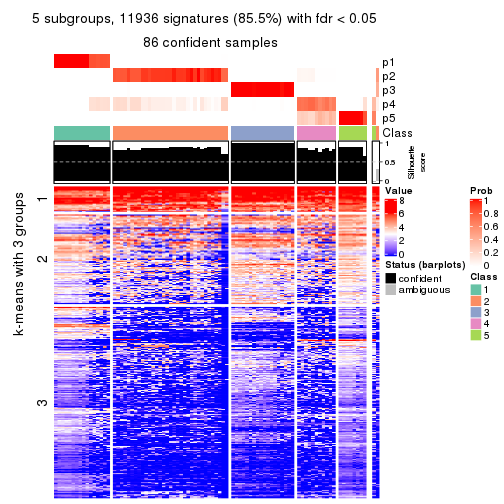 5 subgroups, 11936 signatures (85.5%) with fdr < 0.05
86 confident samples
p1
p2
p3
p4
p5
Class
1
0.5
0
Silhouette
score
k-means with 3 groups
1
2
3
Value
8
6
4
2
0
Status (barplots)
confident
ambiguous
Prob
1
0.8
0.6
0.4
0.2
0
Class
1
2
3
4
5